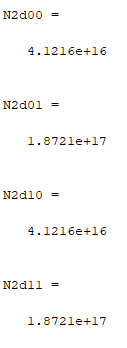 N2d00 =
4.1216e+16
N2d01 =
1.8721e+17
N2d10 =
4.1216e+16
N2d11 =
1.8721e+17